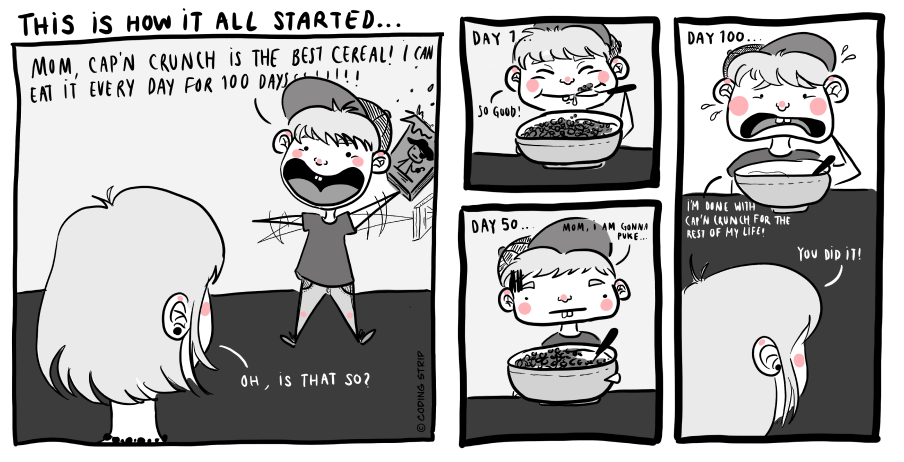 THIS IS HOW IT ALL STARTED...
MOM, CAP'N CRUNCH IS THE BEST CEREAL! I CAN
EAT IT EVERY DAY FOR 100 DAYSSS!!!!!!!
OH, IS THAT SO?
© COPING STRIP
DAY 1...
SO GOOD!
DAY 50...
MOM, I AM GONNA
PUKE...
DAY 100...
I'M DONE WITH
CAP'N CRUNCH FOR THE
REST OF MY LIFE!
YOU DID IT!